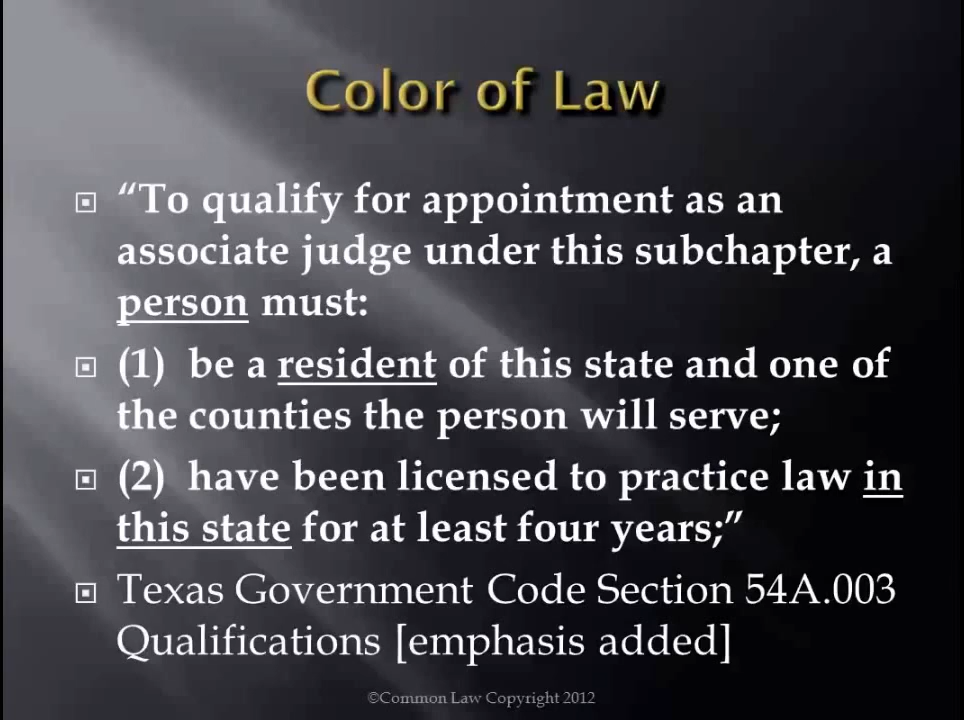 Color of Law
“To qualify for appointment as an
associate judge under this subchapter, a
person must:
(1)  be a resident of this state and one of
the counties the person will serve;
(2)  have been licensed to practice law in
this state for at least four years;”
Texas Government Code Section 54A.003
Qualifications [emphasis added]
©Common Law Copyright 2012